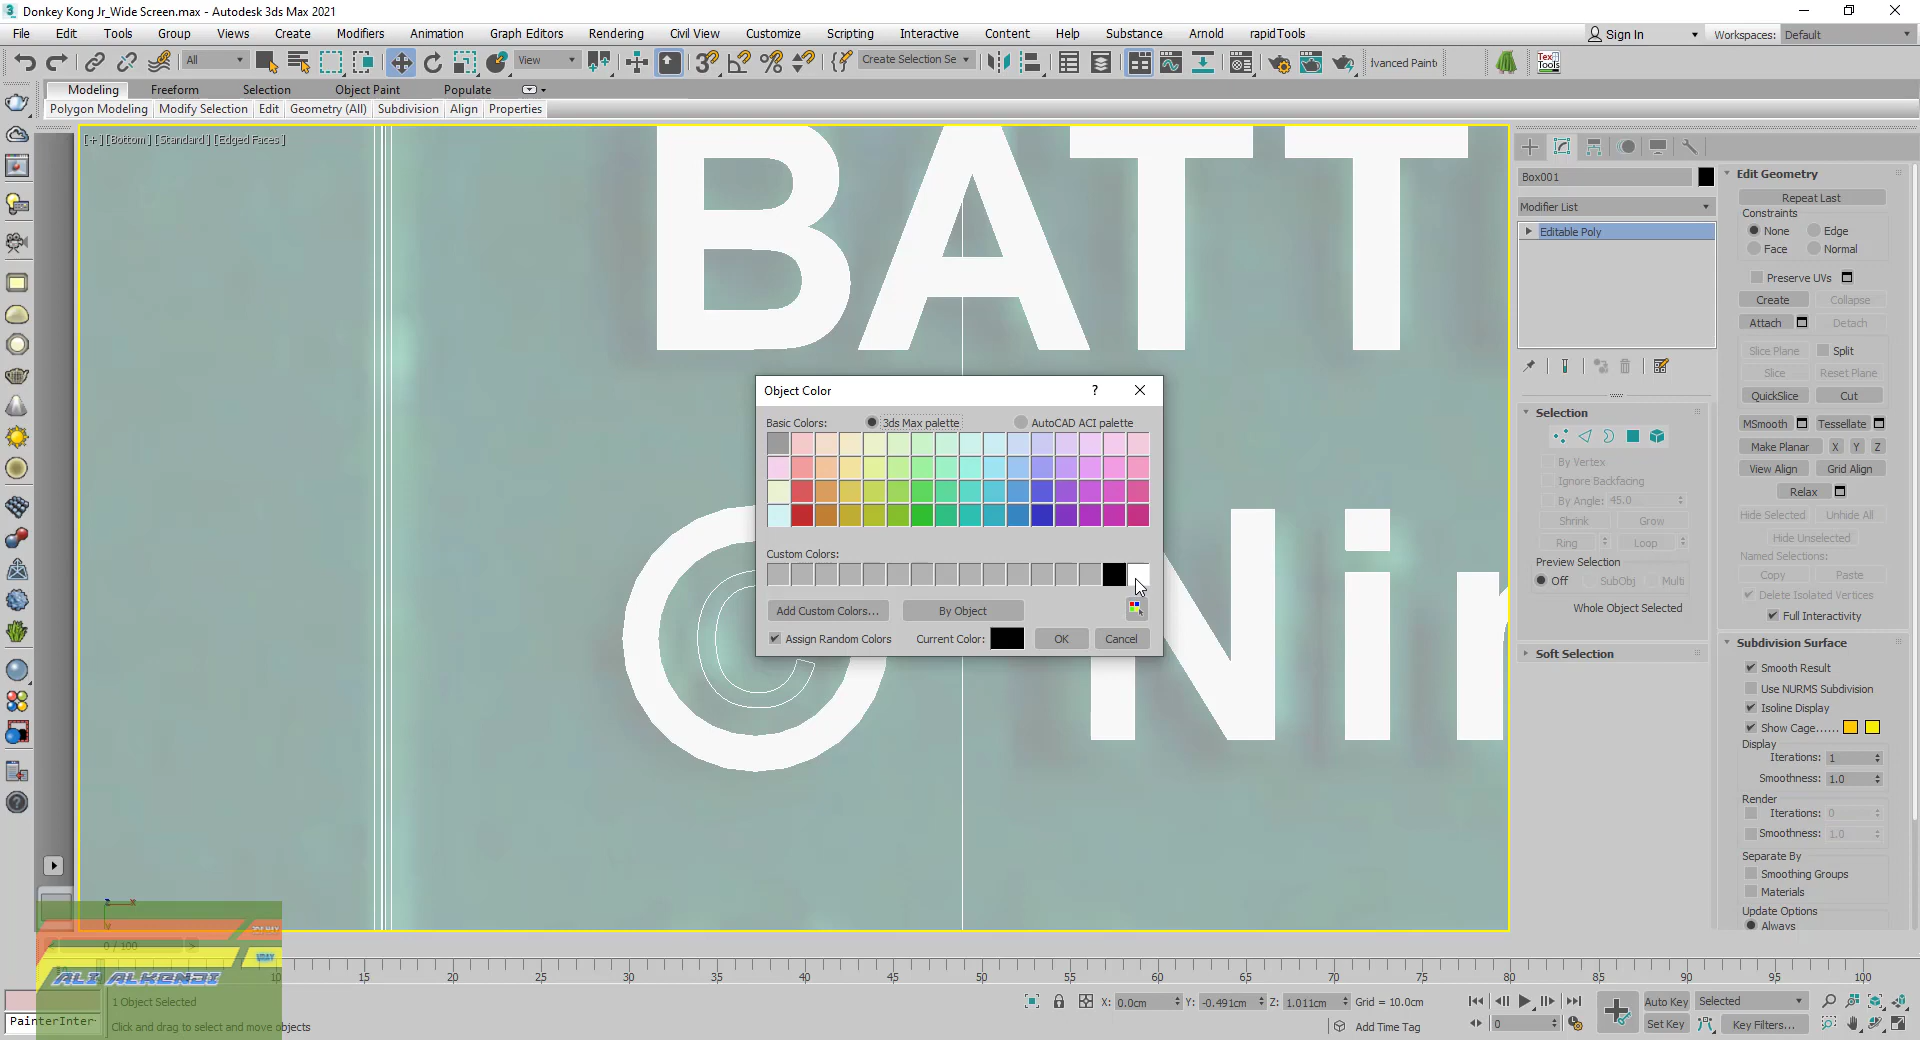 Donkey Kong Jr_Wide Screen.max - Autodesk 3ds Max 2021
File Edit Tools Group Views Create Modifiers Animation Graph Editors Rendering Civil View Customize Scripting Interactive Content Help Substance Arnold rapidTools Sign In Workspaces: Default
All View Create Selection Se Ivanced Painti
Modeling Freeform Selection Object Paint Populate
Polygon Modeling Modify Selection Edit Geometry (All) Subdivision Align Properties
[+] [Bottom] [Standard] [Edged Faces]
BATT
© Nin
Object Color ?
Basic Colors: 3ds Max palette AutoCAD ACI palette
Custom Colors:
Add Custom Colors... By Object
Assign Random Colors Current Color: OK Cancel
Box001
Modifier List
Editable Poly
Selection
By Vertex
Ignore Backfacing
By Angle: 45.0
Shrink Grow
Ring Loop
Preview Selection
Off SubObj Multi
Whole Object Selected
Soft Selection
Edit Geometry
Repeat Last
Constraints
None Edge
Face Normal
Preserve UVs
Create Collapse
Attach Detach
Slice Plane Split
Slice Reset Plane
QuickSlice Cut
MSmooth Tessellate
Make Planar X Y Z
View Align Grid Align
Relax
Hide Selected Unhide All
Hide Unselected
Named Selections:
Copy Paste
Delete Isolated Vertices
Full Interactivity
Subdivision Surface
Smooth Result
Use NURMS Subdivision
Isoline Display
Show Cage......
Display
Iterations: 1
Smoothness: 1.0
Render
Iterations: 0
Smoothness: 1.0
Separate By
Smoothing Groups
Materials
Update Options
Always
0 / 100
10 15 20 25 30 35 40 45 50 55 60 65 70 75 80 85 90 95 100
ALI ALKENDI
1 Object Selected X: 0.0cm Y: -0.491cm Z: 1.011cm Grid = 10.0cm Auto Key Selected
PainterInter Click and drag to select and move objects Add Time Tag 0 Set Key Key Filters...